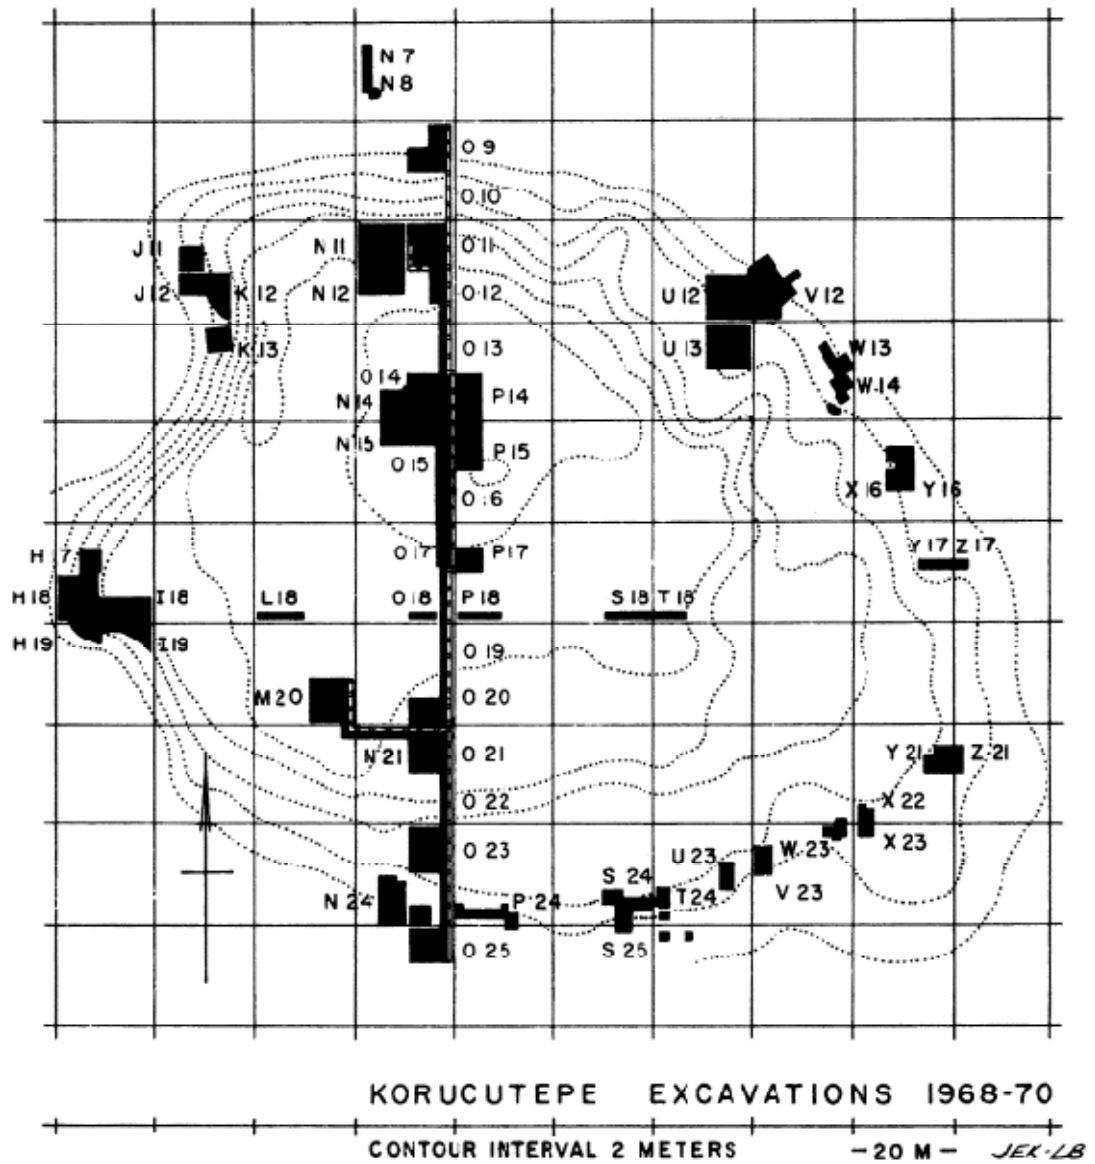 N 7
N 8
O 9
O 10
J 11
N 11
O 11
J 12
K 12
N 12
O 12
U 12
V 12
K 13
O 13
U 13
W 13
O 14
N 14
P 14
W 14
N 15
O 15
P 15
O 16
X 16
Y 16
H 17
O 17
P 17
Y 17 Z 17
H 18
I 18
L 18
O 18
P 18
S 18 T 18
H 19
I 19
O 19
M 20
O 20
N 21
O 21
Y 21
Z 21
O 22
X 22
O 23
U 23
W 23
X 23
V 23
N 24
P 24
S 24
T 24
O 25
S 25
KORUCUTEPE EXCAVATIONS 1968-70
CONTOUR INTERVAL 2 METERS
- 20 M -
JEK-LB